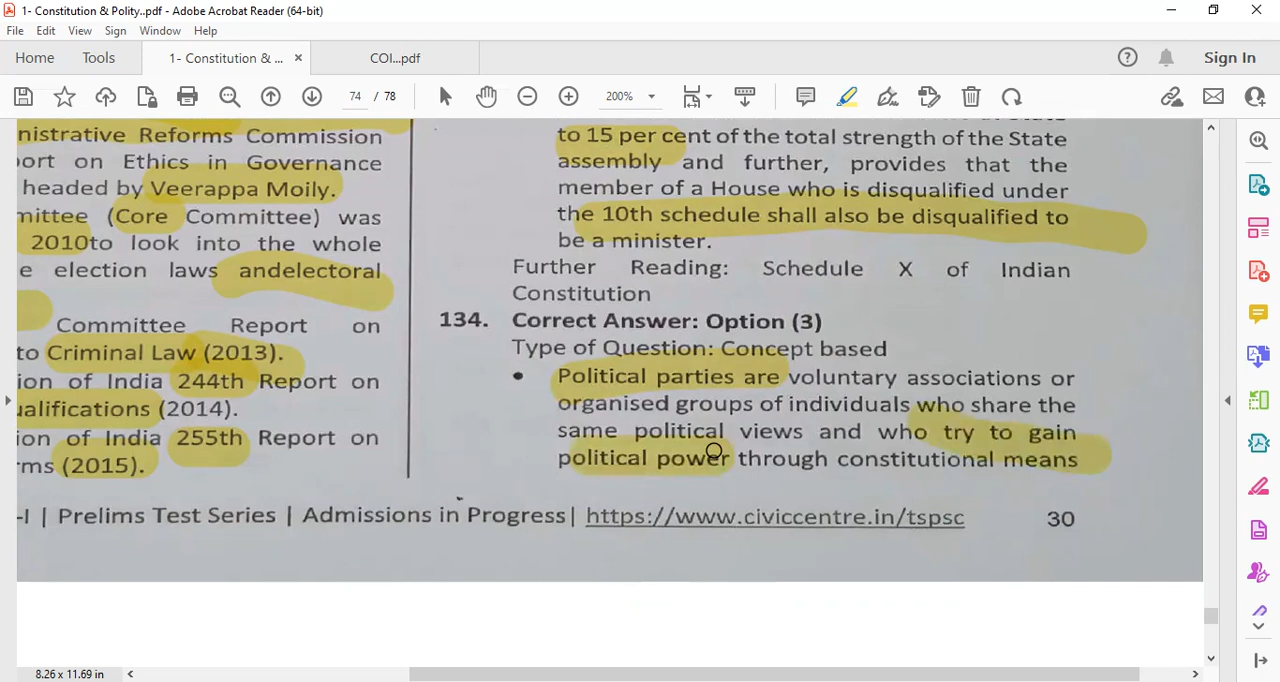 1- Constitution & Polity..pdf - Adobe Acrobat Reader (64-bit)
File Edit View Sign Window Help
Home Tools 1- Constitution & ... × COI...pdf Sign In
74 / 78 200%
nistrative Reforms Commission
ort on Ethics in Governance
headed by Veerappa Moily.
mittee (Core Committee) was
2010to look into the whole
e election laws andelectoral
Committee Report on
to Criminal Law (2013).
ion of India 244th Report on
ualifications (2014).
ion of India 255th Report on
rms (2015).
to 15 per cent of the total strength of the State
assembly and further, provides that the
member of a House who is disqualified under
the 10th schedule shall also be disqualified to
be a minister.
Further Reading: Schedule X of Indian
Constitution
134. Correct Answer: Option (3)
Type of Question: Concept based
• Political parties are voluntary associations or
organised groups of individuals who share the
same political views and who try to gain
political power through constitutional means
-I | Prelims Test Series | Admissions in Progress| https://www.civiccentre.in/tspsc 30
8.26 x 11.69 in